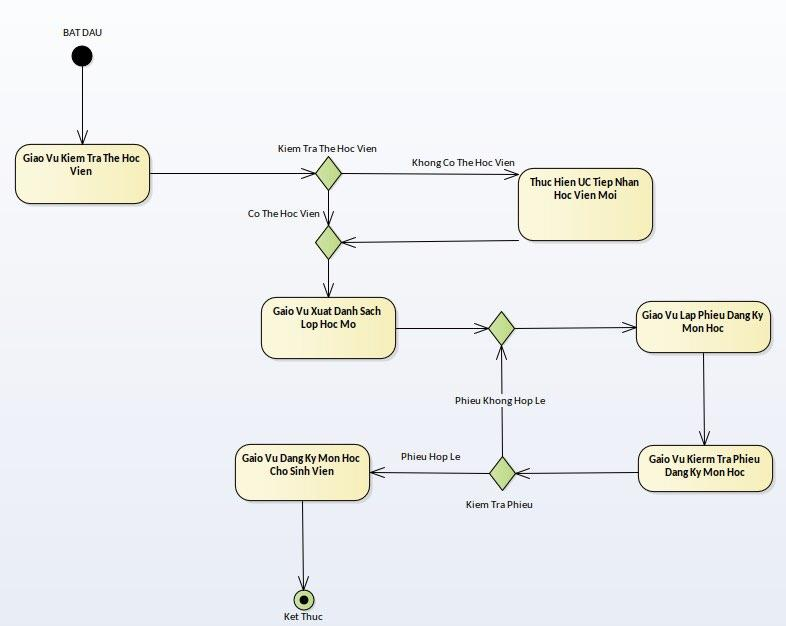 BAT DAU
Giao Vu Kiem Tra The Hoc
Vien
Kiem Tra The Hoc Vien
Khong Co The Hoc Vien
Thuc Hien UC Tiep Nhan
Hoc Vien Moi
Co The Hoc Vien
Gaio Vu Xuat Danh Sach
Lop Hoc Mo
Giao Vu Lap Phieu Dang Ky
Mon Hoc
Phieu Khong Hop Le
Gaio Vu Dang Ky Mon Hoc
Cho Sinh Vien
Phieu Hop Le
Gaio Vu Kierm Tra Phieu
Dang Ky Mon Hoc
Kiem Tra Phieu
Ket Thuc